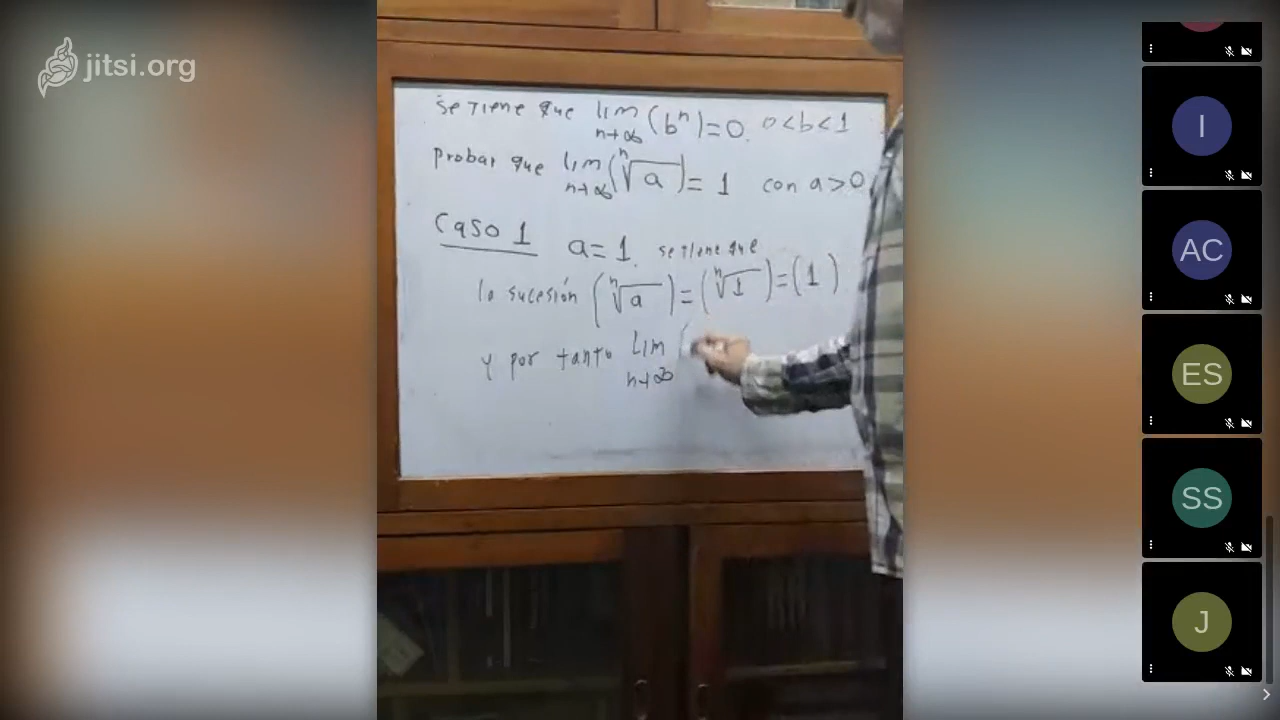 jitsi.org
se tiene que lim n→∞ (bⁿ)=0. 0<b<1
Probar que lim n→∞ (ⁿ√a)=1 con a>0
Caso 1 a=1. se tiene que
la sucesión (ⁿ√a)=(ⁿ√1)=(1)
y por tanto lim n→∞ (
I
AC
ES
SS
J